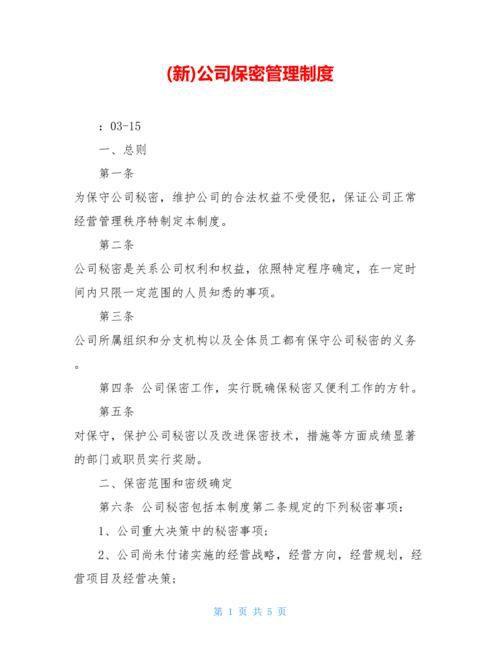 (新)公司保密管理制度
：03-15
一、总则
第一条
为保守公司秘密，维护公司的合法权益不受侵犯，保证公司正常
经营管理秩序特制定本制度。
第二条
公司秘密是关系公司权利和权益，依照特定程序确定，在一定时
间内只限一定范围的人员知悉的事项。
第三条
公司所属组织和分支机构以及全体员工都有保守公司秘密的义务
。
第四条 公司保密工作，实行既确保秘密又便利工作的方针。
第五条
对保守，保护公司秘密以及改进保密技术，措施等方面成绩显著
的部门或职员实行奖励。
二、保密范围和密级确定
第六条 公司秘密包括本制度第二条规定的下列秘密事项：
1、公司重大决策中的秘密事项;
2、公司尚未付诸实施的经营战略，经营方向，经营规划，经
营项目及经营决策;
第 1 页 共 5 页